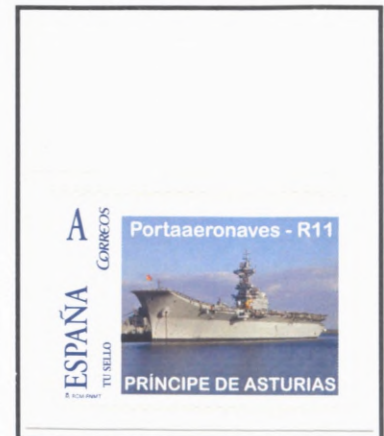 A
CORREOS
ESPAÑA
TU SELLO
Portaaeronaves - R11
PRÍNCIPE DE ASTURIAS